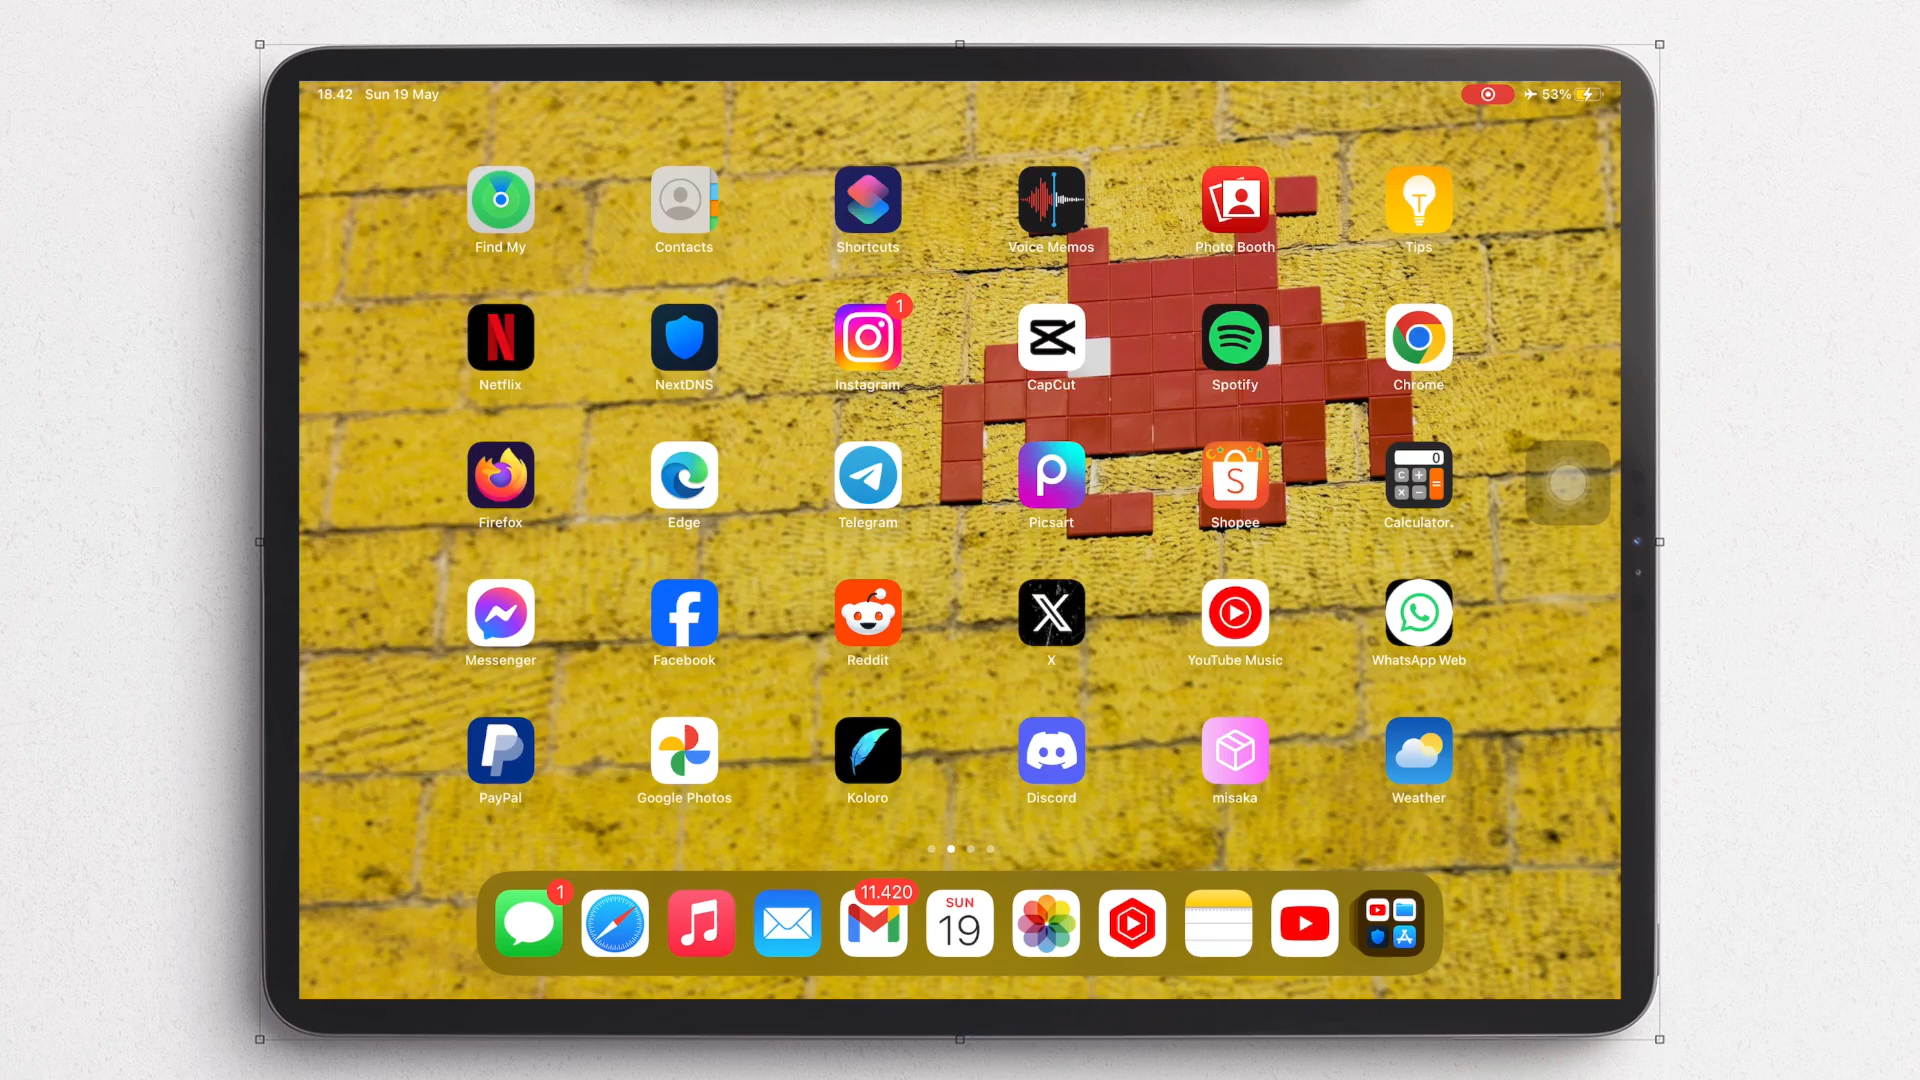 18.42 Sun 19 May
53%
Find My Contacts Shortcuts Voice Memos Photo Booth Tips
1
Netflix NextDNS Instagram CapCut Spotify Chrome
0
Firefox Edge Telegram Picsart Shopee Calculator.
Messenger Facebook Reddit X YouTube Music WhatsApp Web
PayPal Google Photos Koloro Discord misaka Weather
1 11.420
SUN
19